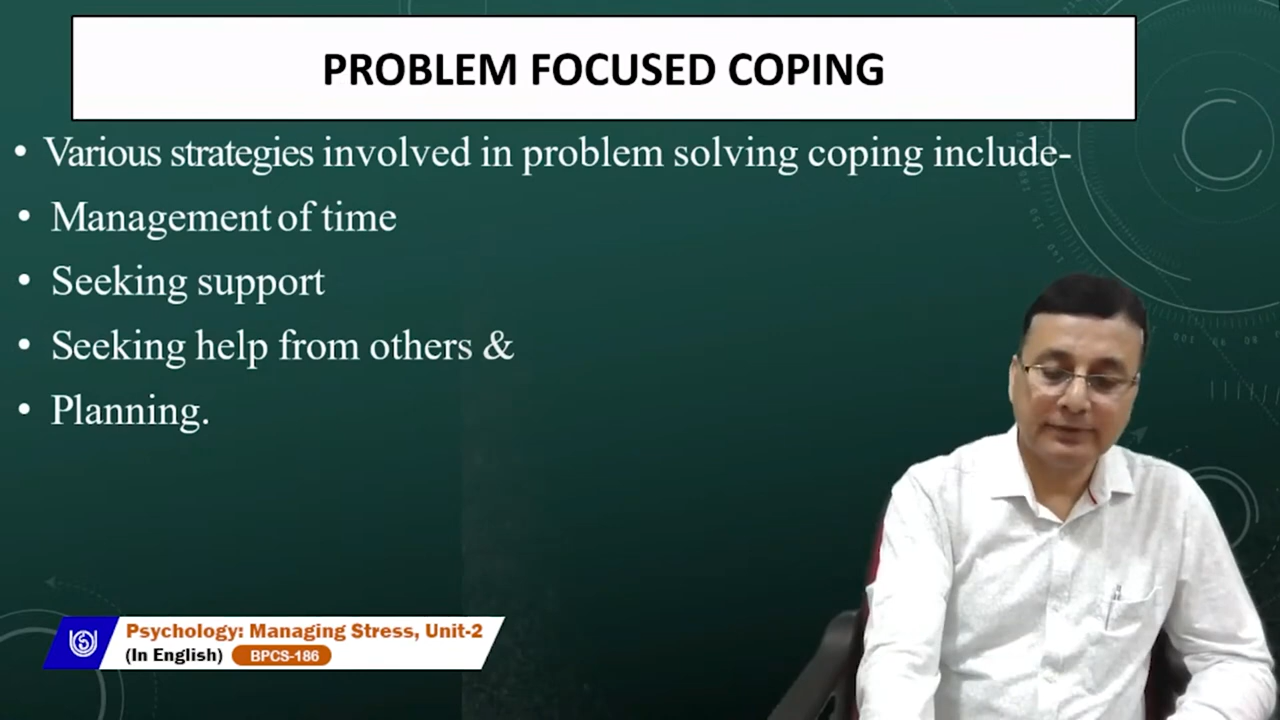 PROBLEM FOCUSED COPING
• Various strategies involved in problem solving coping include-
• Management of time
• Seeking support
• Seeking help from others &
• Planning.
Psychology: Managing Stress, Unit-2
(In English) BPCS-186